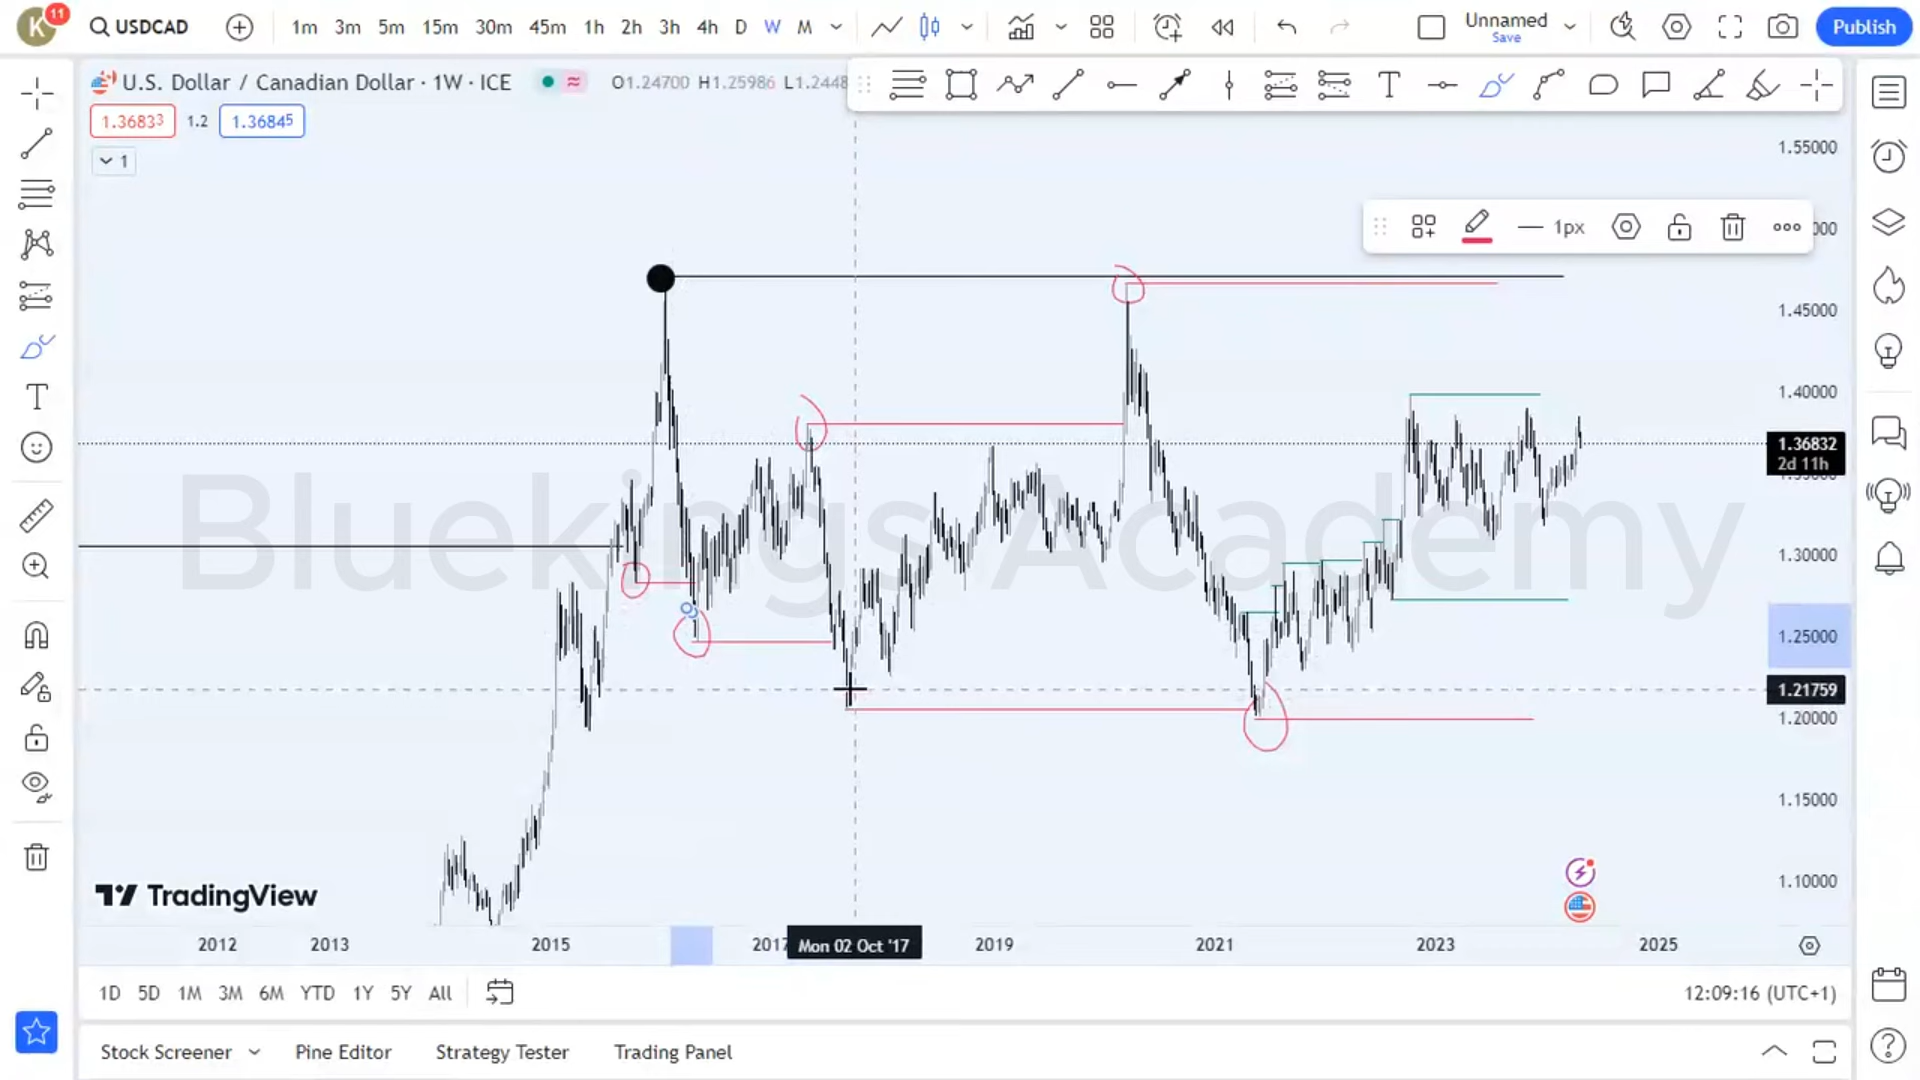 K 11 USDCAD 1m 3m 5m 15m 30m 45m 1h 2h 3h 4h D W M Unnamed Save Publish
U.S. Dollar / Canadian Dollar · 1W · ICE O1.24700 H1.25986 L1.2448
1.36833 1.2 1.36845
1
1px
1.55000
1.45000
1.40000
1.36832
2d 11h
1.30000
1.25000
1.21759
1.20000
1.15000
1.10000
Bluekings Academy
TradingView
2012 2013 2015 2017 Mon 02 Oct '17 2019 2021 2023 2025
1D 5D 1M 3M 6M YTD 1Y 5Y All 12:09:16 (UTC+1)
Stock Screener Pine Editor Strategy Tester Trading Panel